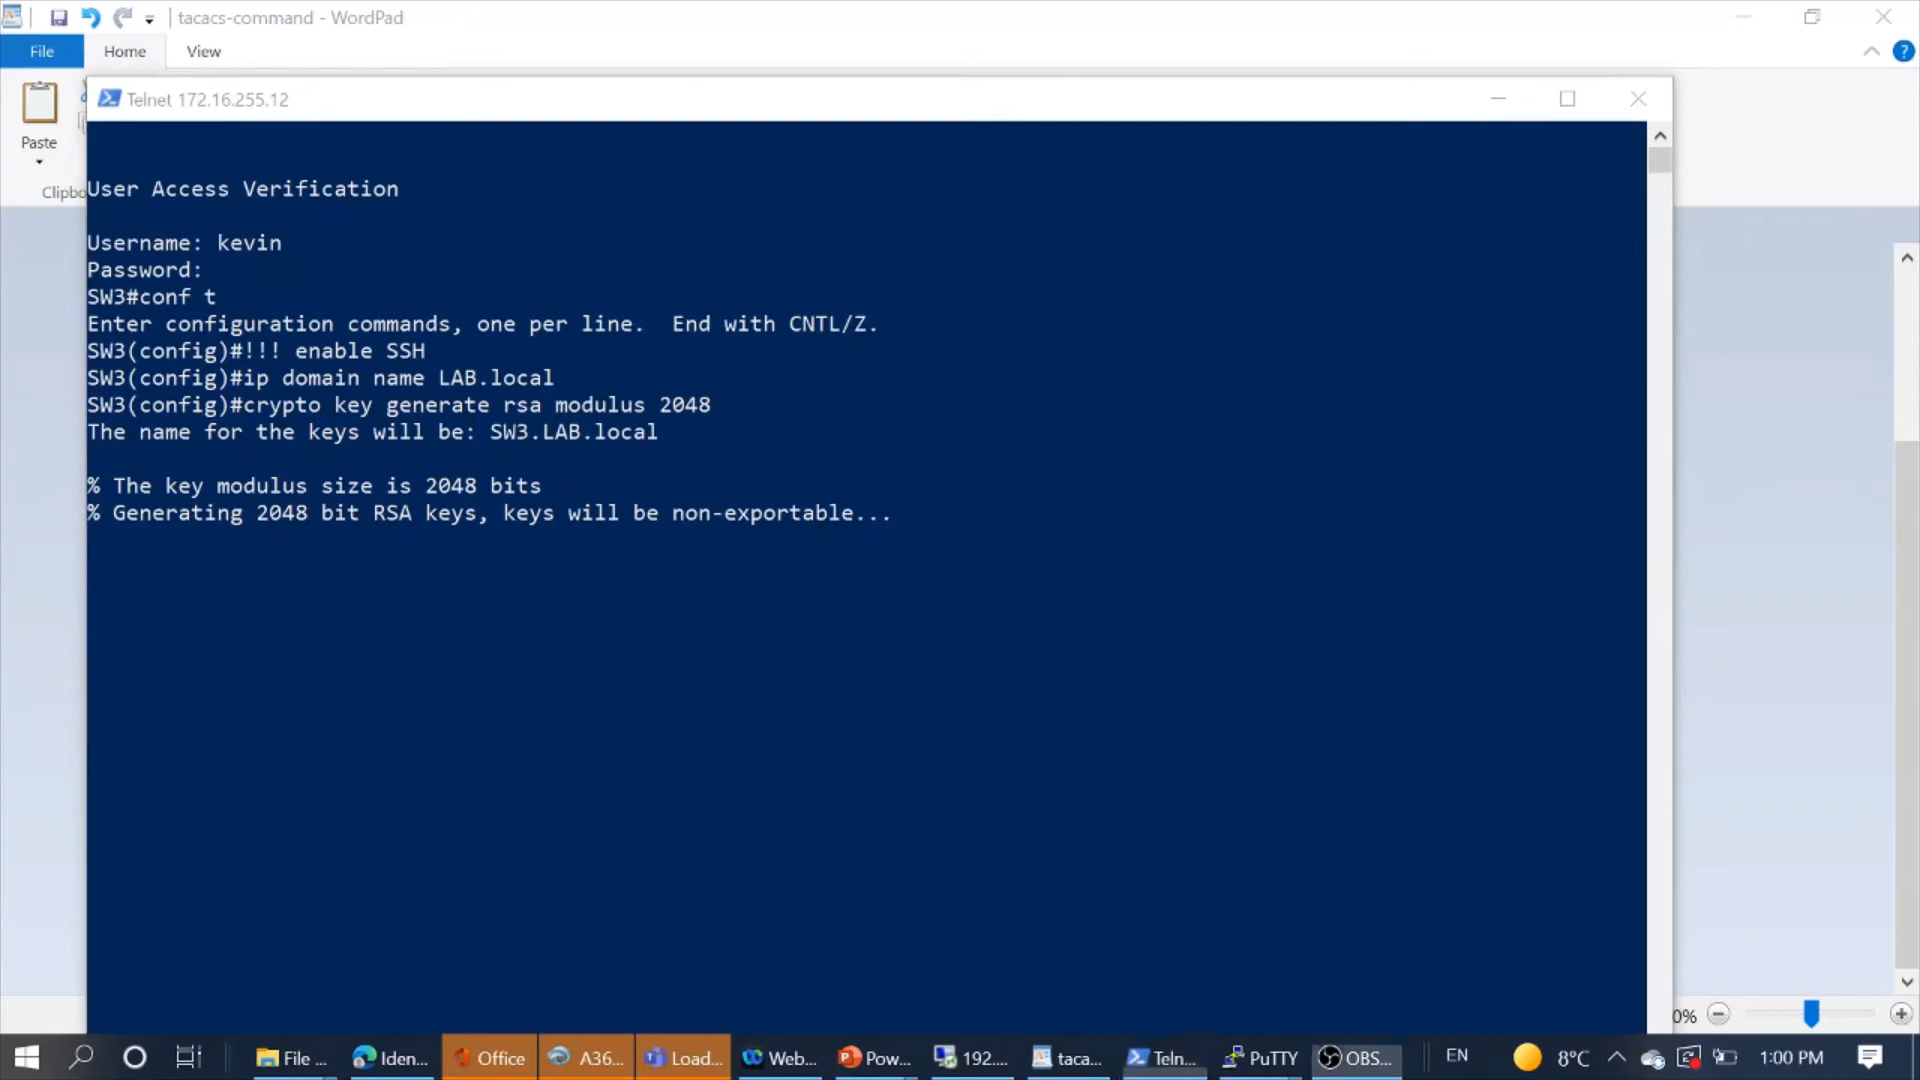 tacacs-command - WordPad
File Home View
Telnet 172.16.255.12
Paste
User Access Verification
Username: kevin
Password:
SW3#conf t
Enter configuration commands, one per line.  End with CNTL/Z.
SW3(config)#!!! enable SSH
SW3(config)#ip domain name LAB.local
SW3(config)#crypto key generate rsa modulus 2048
The name for the keys will be: SW3.LAB.local
% The key modulus size is 2048 bits
% Generating 2048 bit RSA keys, keys will be non-exportable...
0%
File ... Iden... Office A36... Load... Web... Pow... 192.... taca... Teln... PuTTY OBS... EN 8°C 1:00 PM